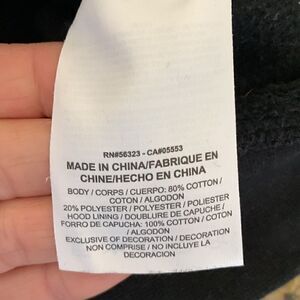 RN#56323 - CA#05553
MADE IN CHINA/FABRIQUE EN
CHINE/HECHO EN CHINA
BODY / CORPS / CUERPO: 80% COTTON /
COTON / ALGODON
20% POLYESTER / POLYESTER / POLIESTER
HOOD LINING / DOUBLURE DE CAPUCHE /
FORRO DE CAPUCHA: 100% COTTON /
COTON / ALGODON
EXCLUSIVE OF DECORATION / DECORATION
NON COMPRISE / NO INCLUYE LA
DECORACION